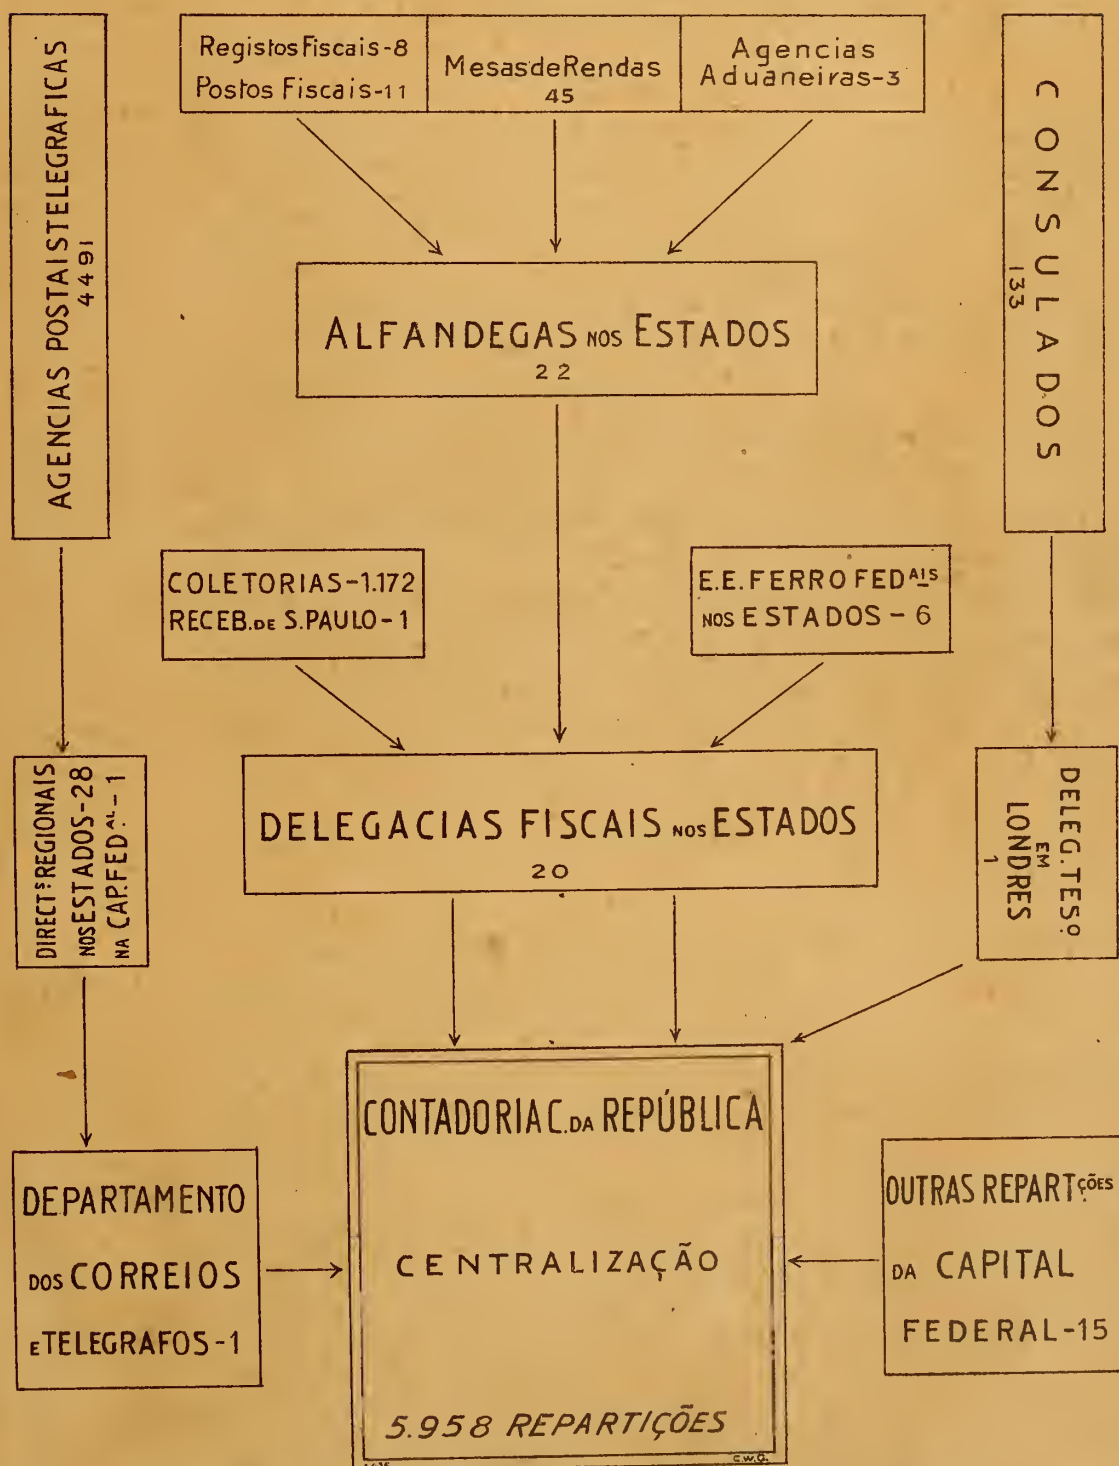 AGENCIAS POSTAISTELEGRAFICAS
4491
Registos Fiscais-8
Postos Fiscais-11
Mesas de Rendas
45
Agencias
Aduaneiras-3
CONSULADOS
133
ALFANDEGAS NOS ESTADOS
22
COLETORIAS-1.172
RECEB. DE S. PAULO-1
E.E. FERRO FEDAIS
NOS ESTADOS-6
DIRECTS. REGIONAIS
NOS ESTADOS-28
NA CAP. FEDAL.-1
DELEGACIAS FISCAIS NOS ESTADOS
20
DELEG. TESO.
EM
LONDRES
1
CONTADORIA C. DA REPÚBLICA
CENTRALIZAÇÃO
5.958 REPARTIÇÕES
DEPARTAMENTO
DOS CORREIOS
E TELEGRAFOS-1
OUTRAS REPARTÇÕES
DA CAPITAL
FEDERAL-15
C.W.O.